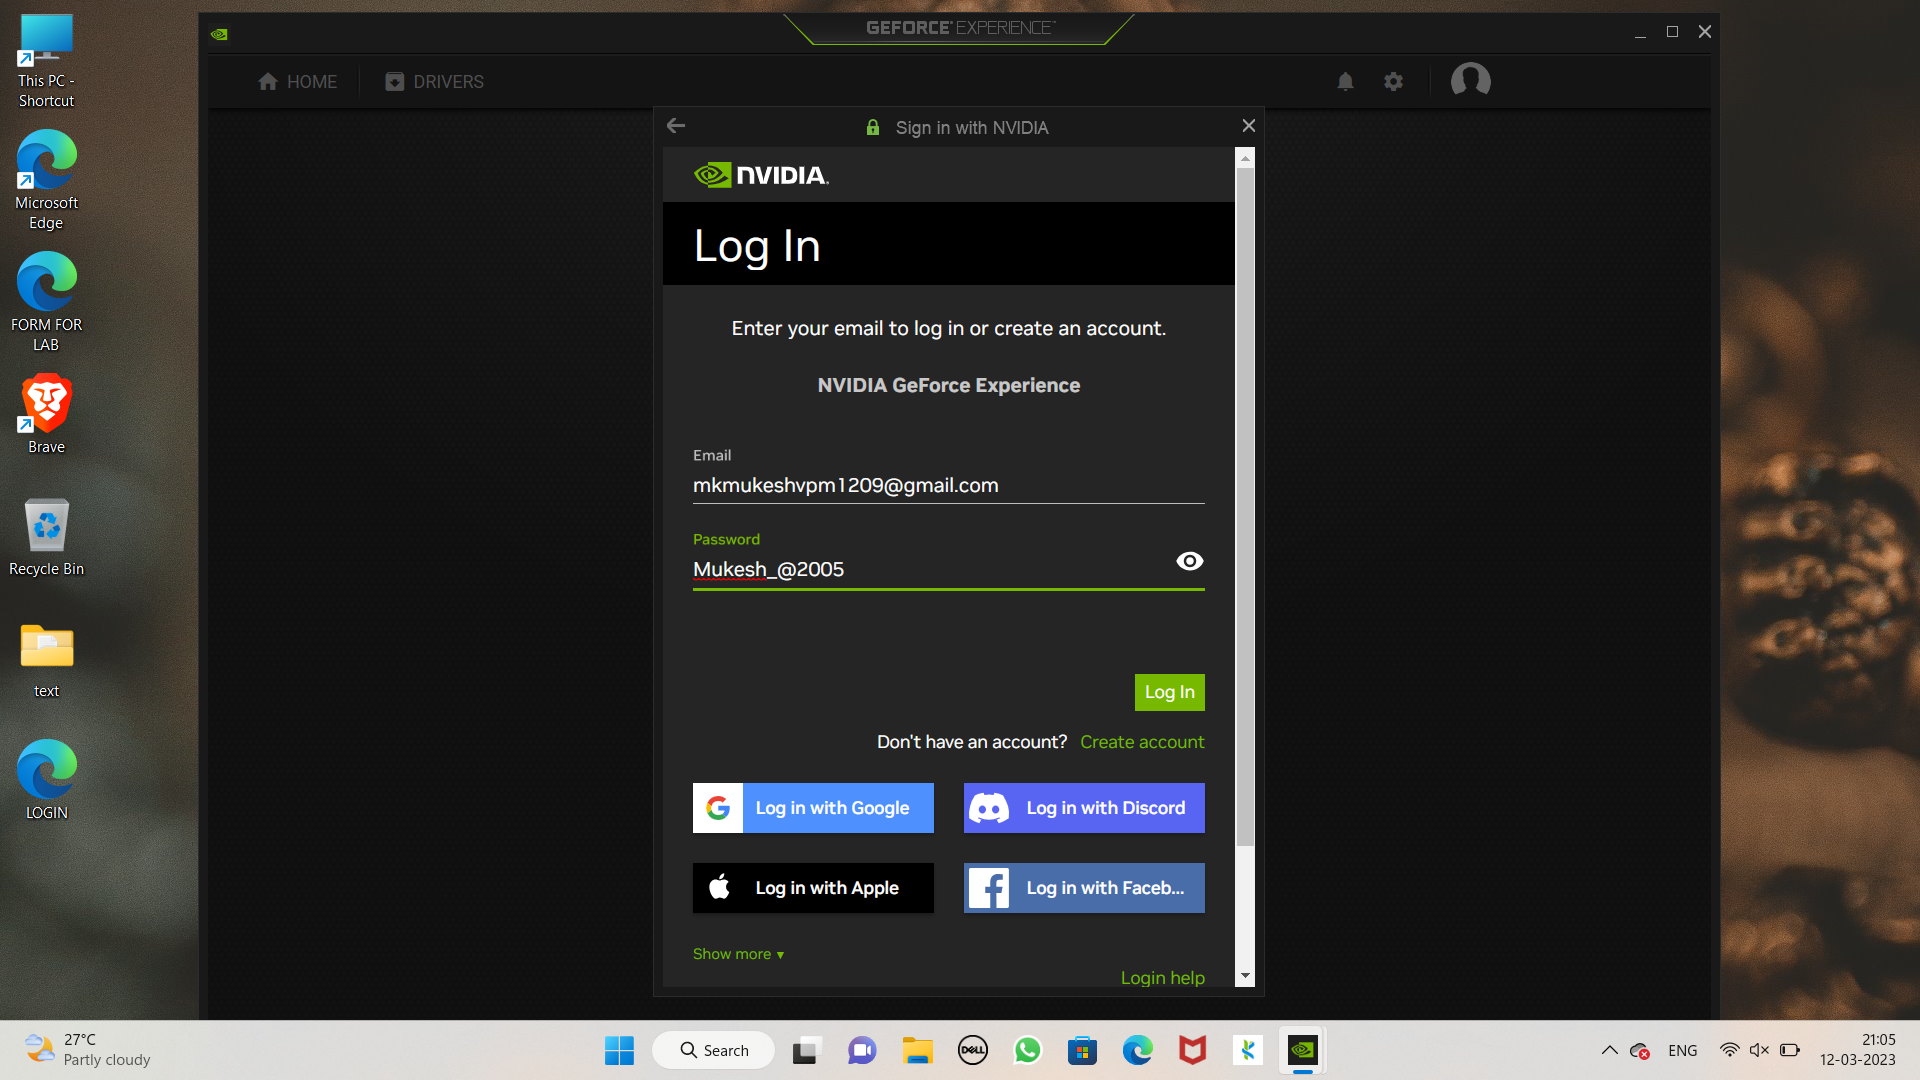 This PC -
Shortcut
Microsoft
Edge
FORM FOR
LAB
Brave
Recycle Bin
text
LOGIN
GEFORCE® EXPERIENCE™
HOME
DRIVERS
Sign in with NVIDIA
NVIDIA.
Log In
Enter your email to log in or create an account.
NVIDIA GeForce Experience
Email
mkmukeshvpm1209@gmail.com
Password
Mukesh_@2005
Log In
Don't have an account? Create account
Log in with Google
Log in with Discord
Log in with Apple
Log in with Faceb...
Show more ▾
Login help
27°C
Partly cloudy
Search
DELL
ENG
21:05
12-03-2023